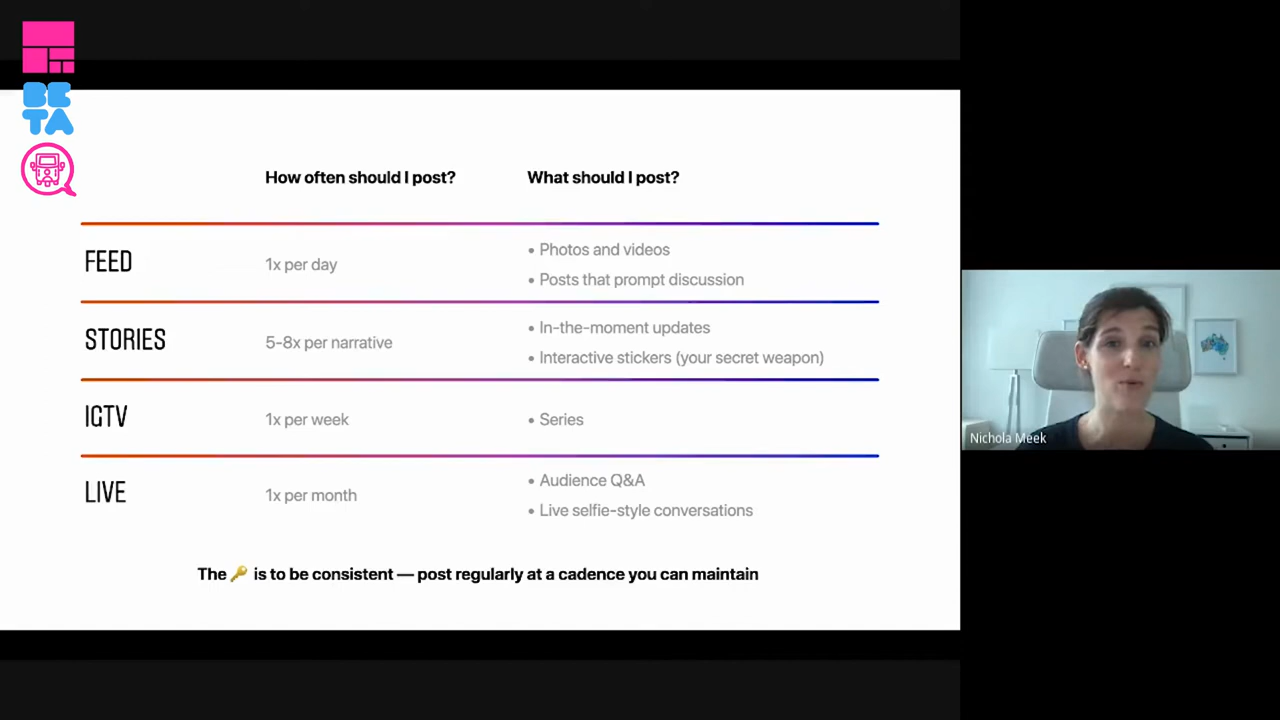 BE
TA
How often should I post?
What should I post?
FEED
1x per day
• Photos and videos
• Posts that prompt discussion
STORIES
5-8x per narrative
• In-the-moment updates
• Interactive stickers (your secret weapon)
IGTV
1x per week
• Series
LIVE
1x per month
• Audience Q&A
• Live selfie-style conversations
The 🔑 is to be consistent — post regularly at a cadence you can maintain
Nichola Meek